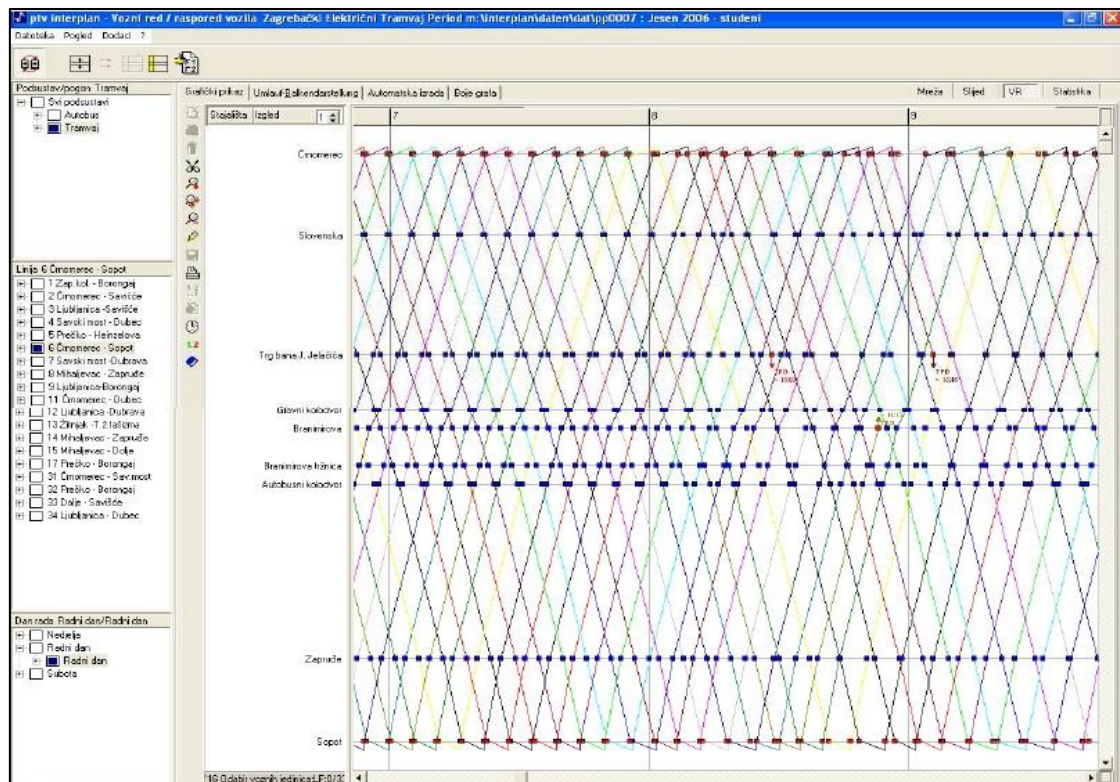 ptv interplan - Vozni red / raspored vozila Zagrebački Električni Tramvaj Period m:\interplan\daten\dat\pp0007 : Jesen 2006 - studeni
Datoteka Pogled Dodaci ?
Podsustav/pogon Tramvaj
Svi podsustavi
Autobus
Tramvaj
Linija 6 Črnomerec - Sopot
1 Zap.kol. - Borongaj
2 Črnomerec - Savišće
3 Ljubljanica - Savišće
4 Savski most - Dubec
5 Prečko - Heinzelova
6 Črnomerec - Sopot
7 Savski most - Dubrava
8 Mihaljevac - Zapruđe
9 Ljubljanica-Borongaj
11 Črnomerec - Dubec
12 Ljubljanica - Dubrava
13 Žitnjak -
14 Mihaljevac - Zapruđe
15 Mihaljevac - Dolje
17 Prečko - Borongaj
31 Črnomerec - Sav.most
32 Prečko - Borongaj
33 Dolje - Savišće
34 Ljubljanica - Dubec
Dan rada Radni dan/Radni dan
Nedjelja
Radni dan
Radni dan
Subota
Grafički prikaz Umlauf-Balkendarstellung Automatska izrada Boje grafa
Mreža Slijed VR Statistika
Stajališta Izgled 1
7 8 9
Črnomerec
Slovenska
Trg bana J. Jelačića
TPD
TPD
Glavni kolodvor
Branimirova
Branimirova tržnica
Autobusni kolodvor
Zapruđe
Sopot
1.2
16 Odabir voznih jedinica